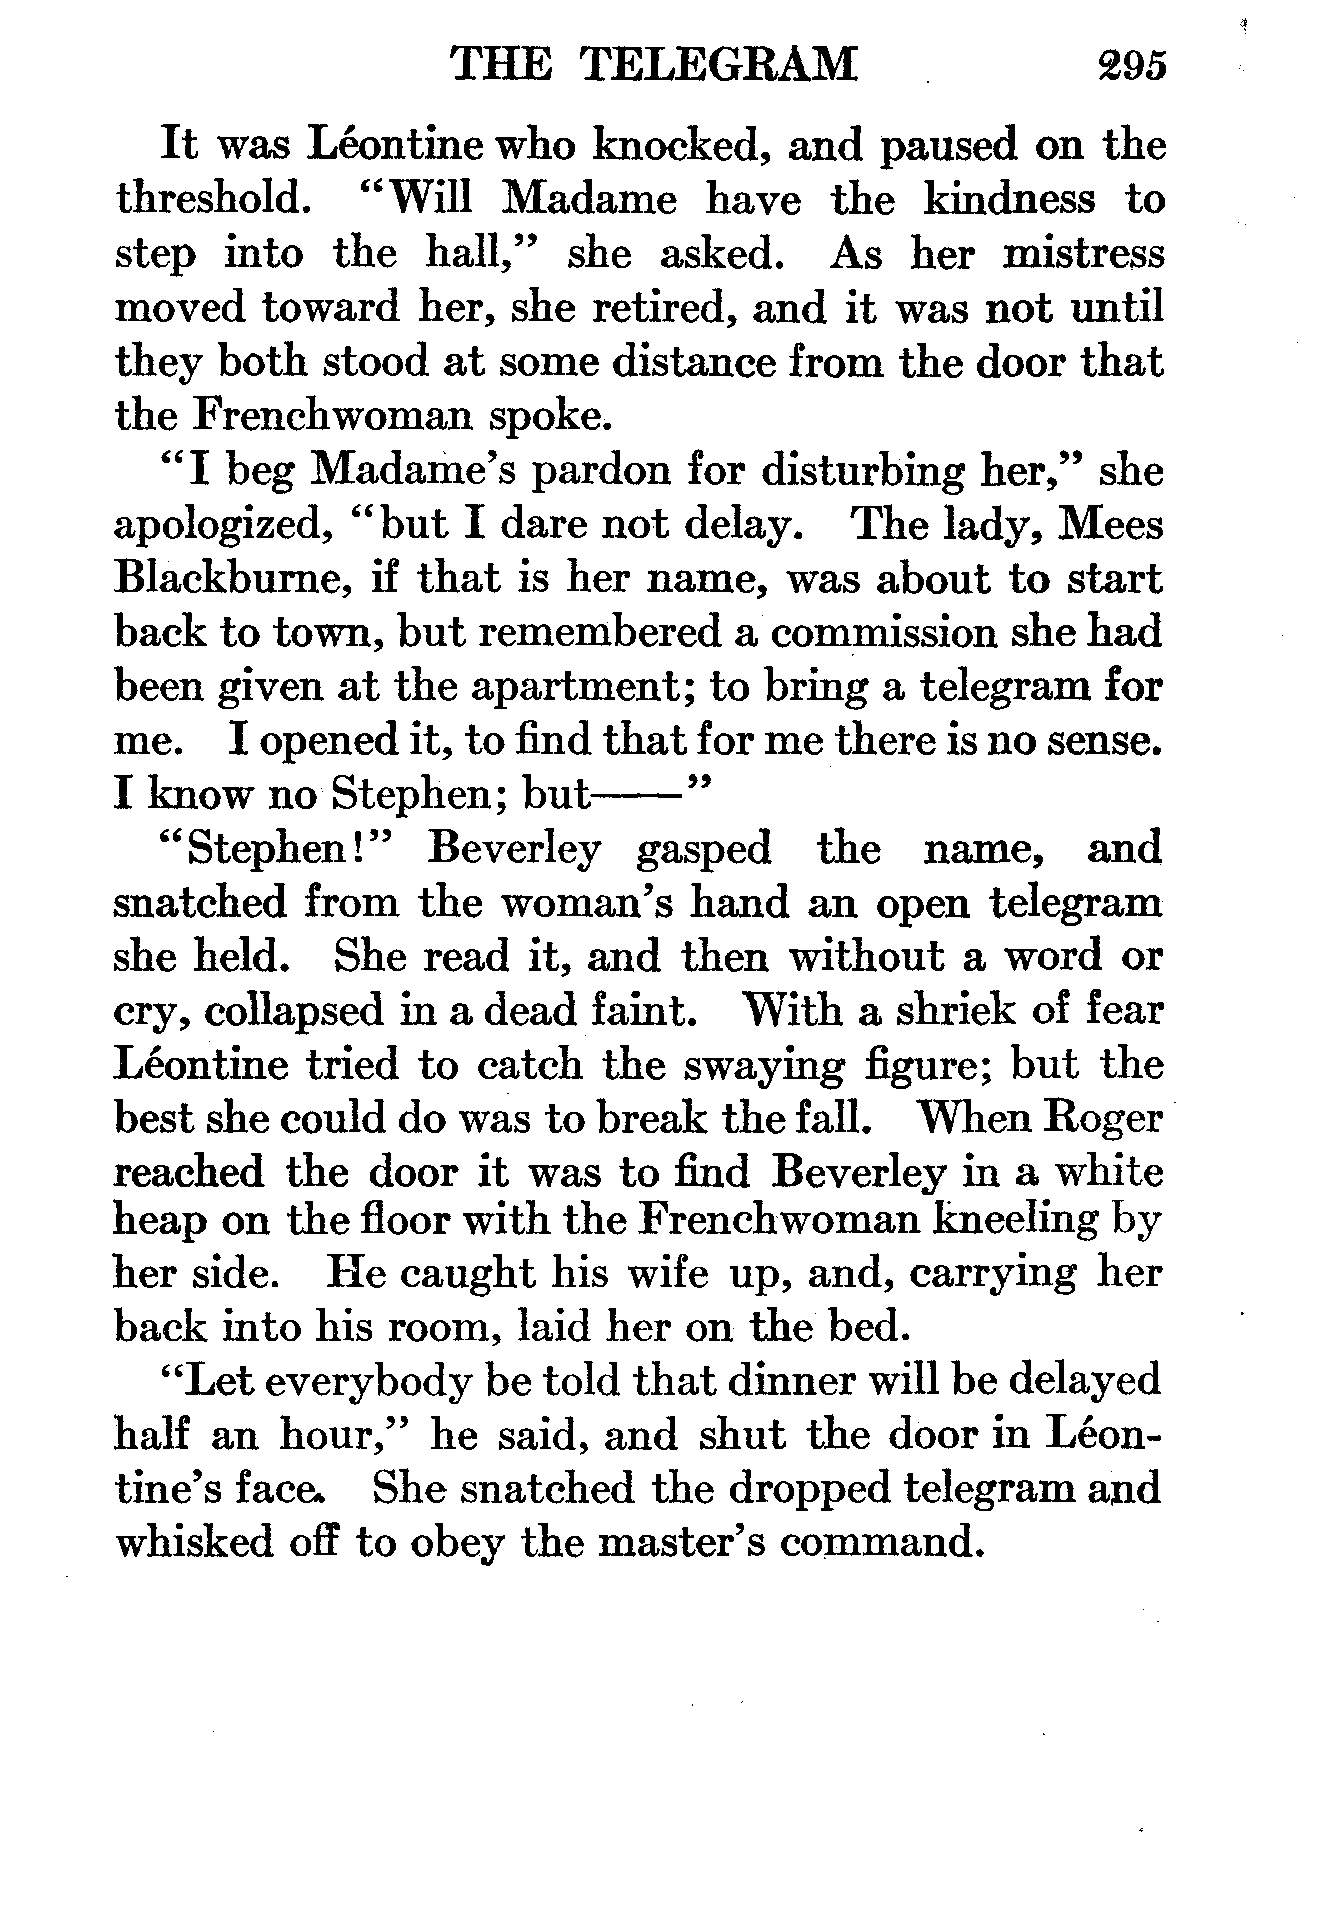 THE TELEGRAM 295
It was Léontine who knocked, and paused on the
threshold. "Will Madame have the kindness to
step into the hall," she asked. As her mistress
moved toward her, she retired, and it was not until
they both stood at some distance from the door that
the Frenchwoman spoke.
"I beg Madame's pardon for disturbing her," she
apologized, "but I dare not delay. The lady, Mees
Blackburne, if that is her name, was about to start
back to town, but remembered a commission she had
been given at the apartment; to bring a telegram for
me. I opened it, to find that for me there is no sense.
I know no Stephen; but——"
"Stephen!" Beverley gasped the name, and
snatched from the woman's hand an open telegram
she held. She read it, and then without a word or
cry, collapsed in a dead faint. With a shriek of fear
Léontine tried to catch the swaying figure; but the
best she could do was to break the fall. When Roger
reached the door it was to find Beverley in a white
heap on the floor with the Frenchwoman kneeling by
her side. He caught his wife up, and, carrying her
back into his room, laid her on the bed.
"Let everybody be told that dinner will be delayed
half an hour," he said, and shut the door in Léon-
tine's face. She snatched the dropped telegram and
whisked off to obey the master's command.